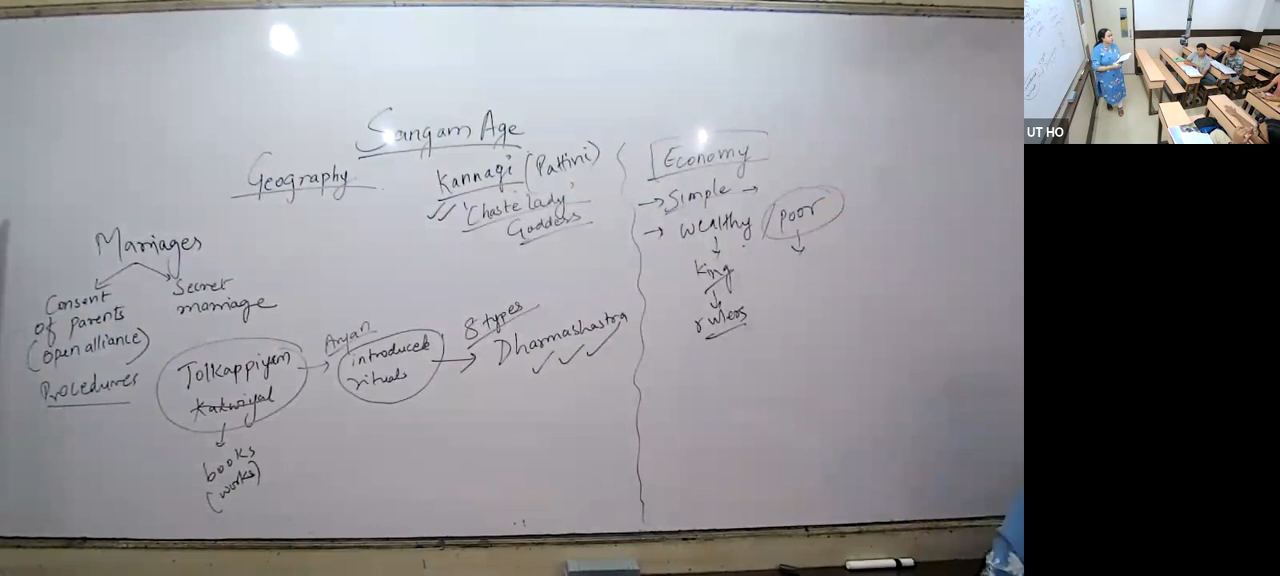 Sangam Age
Geography
Kannagi (Pattini)
'Chaste lady'
Goddess
Marriages
Consent
of parents
(open alliance)
Procedures
Secret
marriage
Tolkappiyam
books
(works)
Aryan
introduced
rituals
8 types
Dharmashastra
Economy
Simple
Wealthy
Poor
King
rulers
UT HO